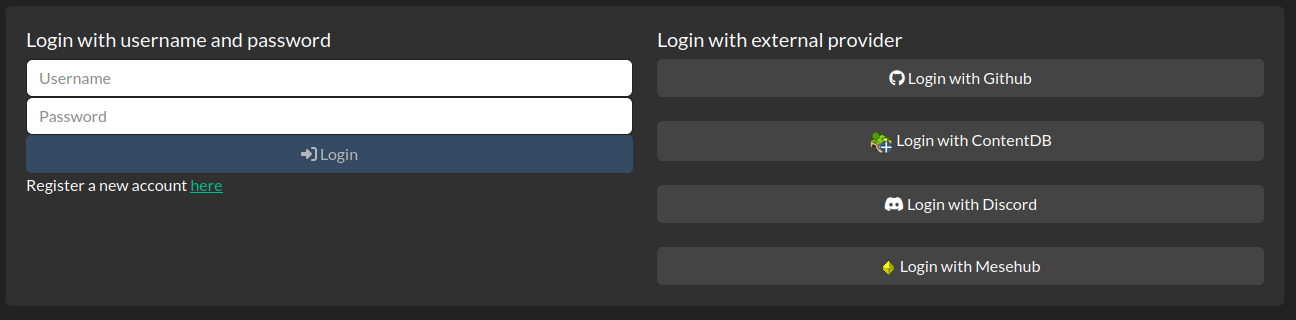 Login with username and password
Username
Password
Login
Register a new account here
Login with external provider
Login with Github
Login with ContentDB
Login with Discord
Login with Mesehub